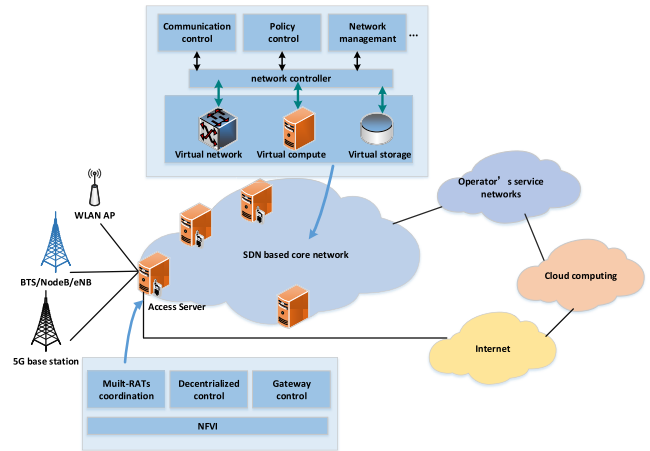 Communication
control
Policy
control
Network
management
...
network controller
Virtual network
Virtual compute
Virtual storage
WLAN AP
Operator’s service
networks
SDN based core network
BTS/NodeB/eNB
Cloud computing
Access Server
5G base station
Internet
Muilt-RATs
coordination
Decentrialized
control
Gateway
control
NFVI